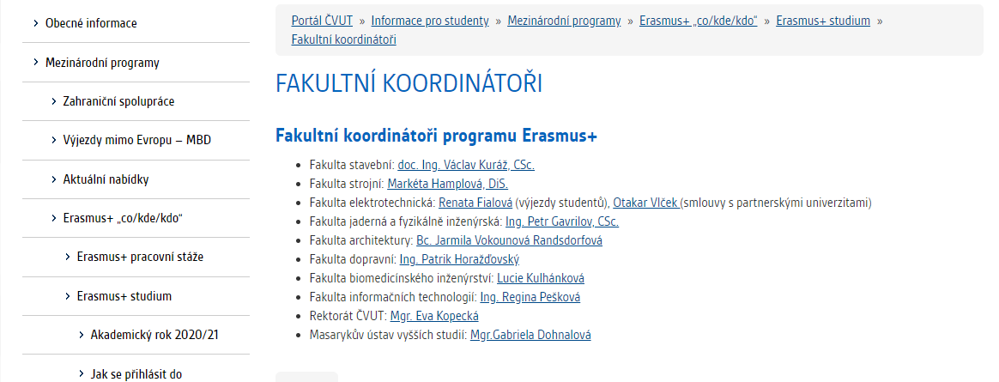 Obecné informace
Mezinárodní programy
Zahraniční spolupráce
Výjezdy mimo Evropu – MBD
Aktuální nabídky
Erasmus+ „co/kde/kdo“
Erasmus+ pracovní stáže
Erasmus+ studium
Akademický rok 2020/21
Jak se přihlásit do
Portál ČVUT » Informace pro studenty » Mezinárodní programy » Erasmus+ „co/kde/kdo“ » Erasmus+ studium »
Fakultní koordinátoři
FAKULTNÍ KOORDINÁTOŘI
Fakultní koordinátoři programu Erasmus+
Fakulta stavební: doc. Ing. Václav Kuráž, CSc.
Fakulta strojní: Markéta Hamplová, DiS.
Fakulta elektrotechnická: Renata Fialová (výjezdy studentů), Otakar Vlček (smlouvy s partnerskými univerzitami)
Fakulta jaderná a fyzikálně inženýrská: Ing. Petr Gavrilov, CSc.
Fakulta architektury: Bc. Jarmila Vokounová Randsdorfová
Fakulta dopravní: Ing. Patrik Horažďovský
Fakulta biomedicínského inženýrství: Lucie Kulhánková
Fakulta informačních technologií: Ing. Regina Pešková
Rektorát ČVUT: Mgr. Eva Kopecká
Masarykův ústav vyšších studií: Mgr.Gabriela Dohnalová